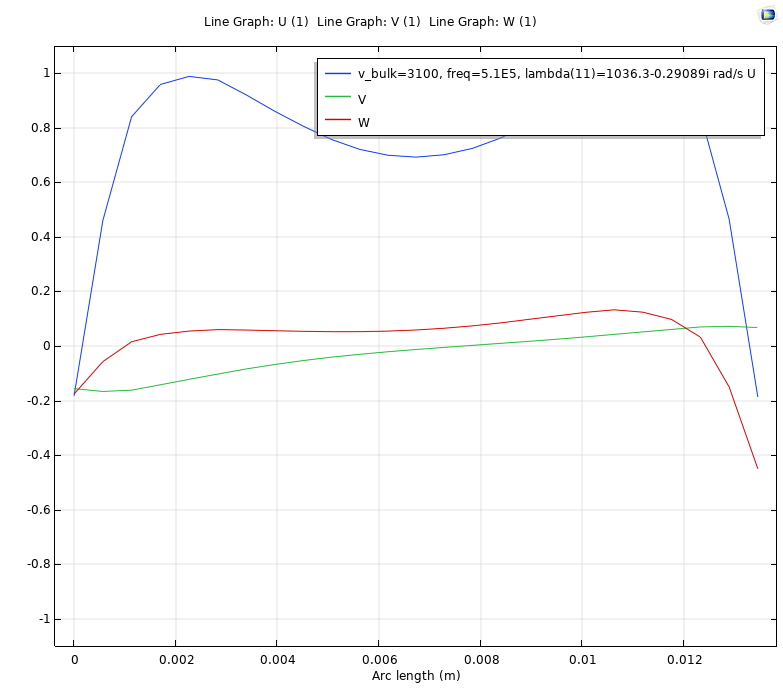 Line Graph: U (1) Line Graph: V (1) Line Graph: W (1)
v_bulk=3100, freq=5.1E5, lambda(11)=1036.3-0.29089i rad/s U
V
W
1
0.8
0.6
0.4
0.2
0
-0.2
-0.4
-0.6
-0.8
-1
0 0.002 0.004 0.006 0.008 0.01 0.012
Arc length (m)